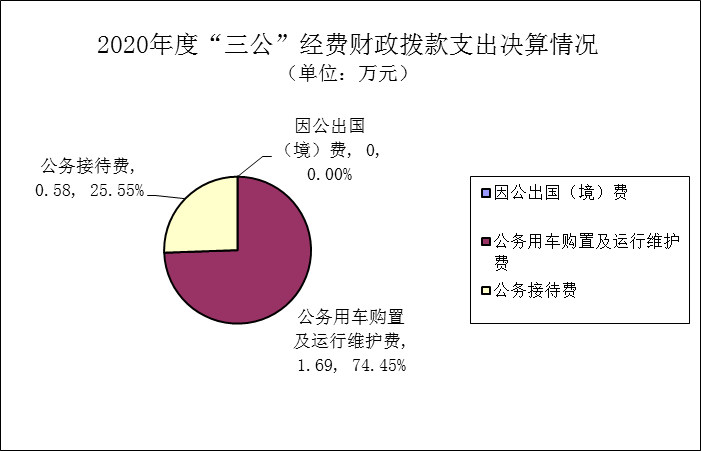 2020年度“三公”经费财政拨款支出决算情况
（单位：万元）
因公出国
（境）费, 0,
0.00%
公务接待费,
0.58, 25.55%
公务用车购置
及运行维护费,
1.69, 74.45%
因公出国（境）费
公务用车购置及运行维护
费
公务接待费